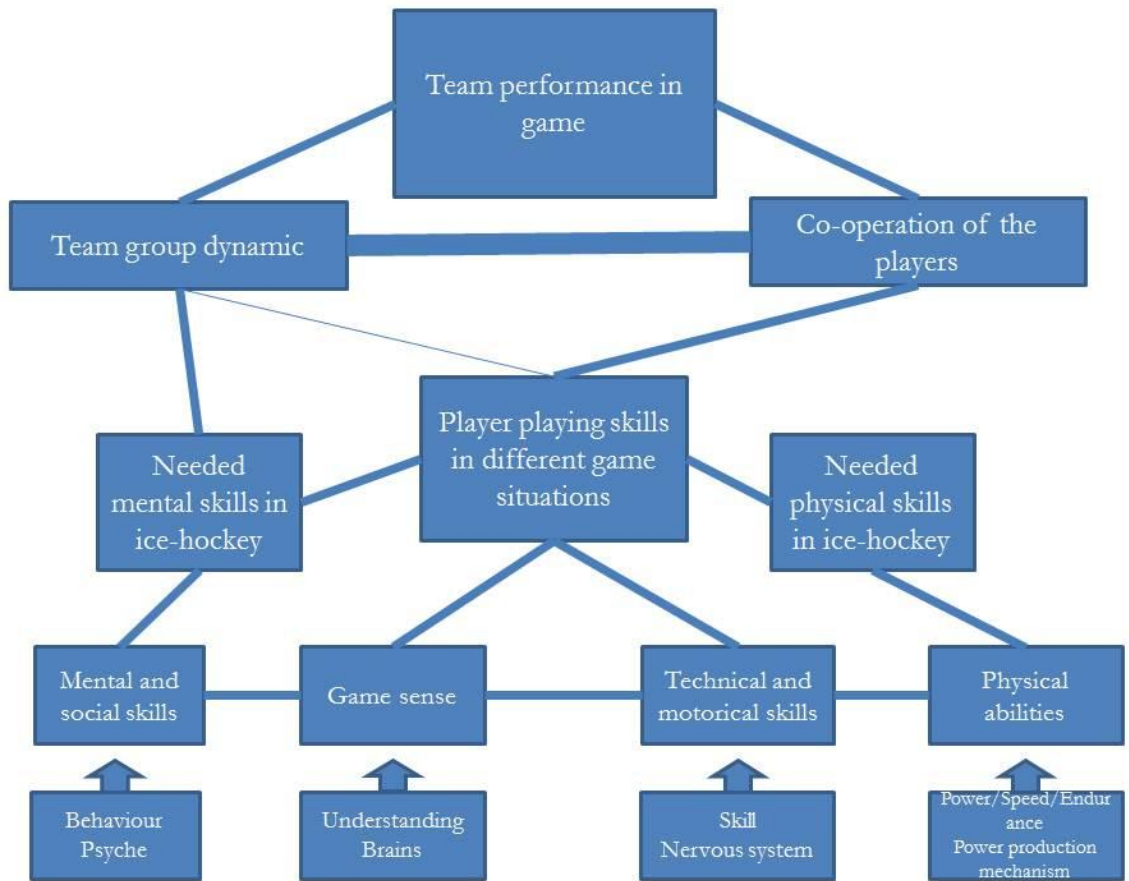 Team performance in
game
Team group dynamic
Co-operation of the
players
Player playing skills
in different game
situations
Needed
mental skills in
ice-hockey
Needed
physical skills
in ice-hockey
Mental and
social skills
Game sense
Technical and
motorical skills
Physical
abilities
Behaviour
Psyche
Understanding
Brains
Skill
Nervous system
Power/Speed/Endur
ance
Power production
mechanism